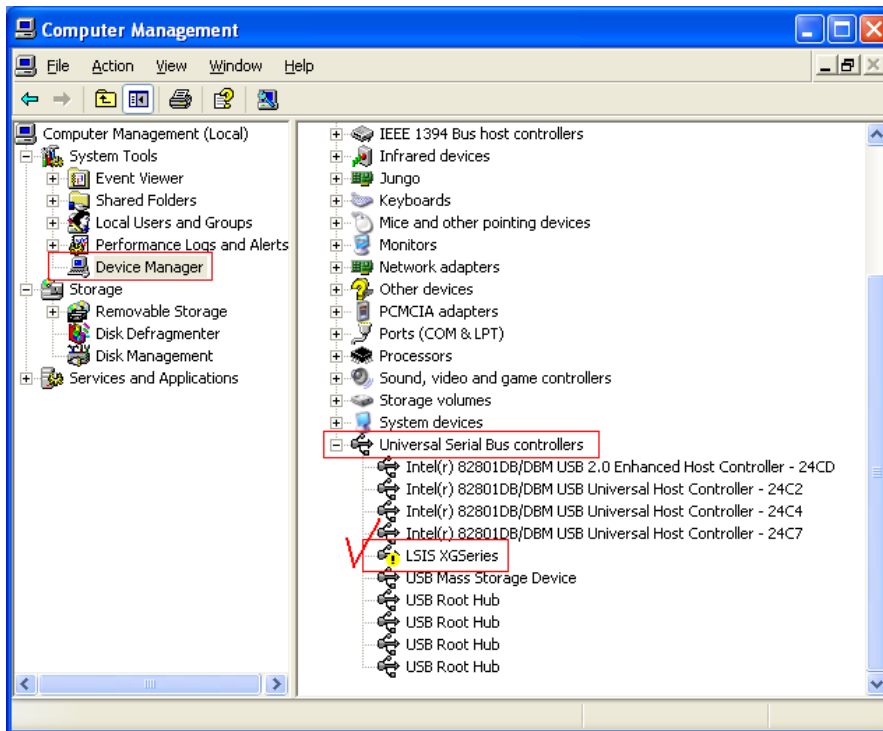 Computer Management
File Action View Window Help
Computer Management (Local)
System Tools
Event Viewer
Shared Folders
Local Users and Groups
Performance Logs and Alerts
Device Manager
Storage
Removable Storage
Disk Defragmenter
Disk Management
Services and Applications
IEEE 1394 Bus host controllers
Infrared devices
Jungo
Keyboards
Mice and other pointing devices
Monitors
Network adapters
Other devices
PCMCIA adapters
Ports (COM & LPT)
Processors
Sound, video and game controllers
Storage volumes
System devices
Universal Serial Bus controllers
Intel(r) 82801DB/DBM USB 2.0 Enhanced Host Controller - 24CD
Intel(r) 82801DB/DBM USB Universal Host Controller - 24C2
Intel(r) 82801DB/DBM USB Universal Host Controller - 24C4
Intel(r) 82801DB/DBM USB Universal Host Controller - 24C7
LSIS XGSeries
USB Mass Storage Device
USB Root Hub
USB Root Hub
USB Root Hub
USB Root Hub